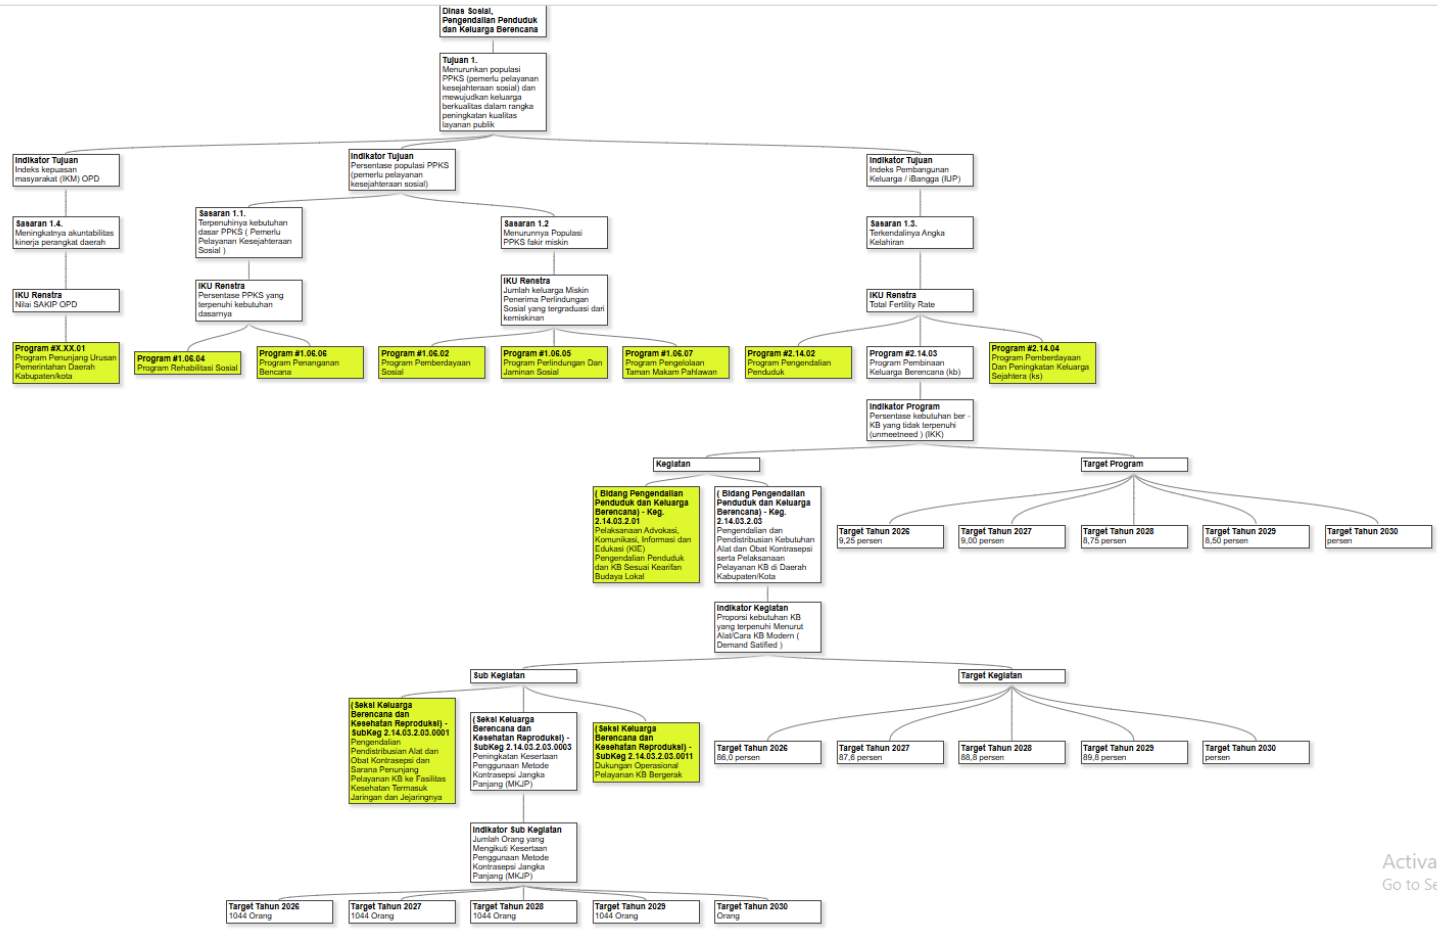 Dinas Sosial,
Pengendalian Penduduk
dan Keluarga Berencana
Tujuan 1.
Menurunkan populasi
PPKS (pemerlu pelayanan
kesejahteraan sosial) dan
mewujudkan keluarga
berkualitas dalam rangka
peningkatan kualitas
layanan publik
Indikator Tujuan
Indeks kepuasan
masyarakat (IKM) OPD
Indikator Tujuan
Persentase populasi PPKS
(pemerlu pelayanan
kesejahteraan sosial)
Indikator Tujuan
Indeks Pembangunan
Keluarga / iBangga (IUP)
Sasaran 1.4.
Meningkatnya akuntabilitas
kinerja perangkat daerah
Sasaran 1.1.
Terpenuhinya kebutuhan
dasar PPKS ( Pemerlu
Pelayanan Kesejahteraan
Sosial )
Sasaran 1.2
Menurunnya Populasi
PPKS fakir miskin
Sasaran 1.3.
Terkendalinya Angka
Kelahiran
IKU Renstra
Nilai SAKIP OPD
IKU Renstra
Persentase PPKS yang
terpenuhi kebutuhan
dasarnya
IKU Renstra
Jumlah keluarga Miskin
Penerima Perlindungan
Sosial yang tergraduasi dari
kemiskinan
IKU Renstra
Total Fertility Rate
Program #X.XX.01
Program Penunjang Urusan
Pemerintahan Daerah
Kabupaten/kota
Program #1.06.04
Program Rehabilitasi Sosial
Program #1.06.06
Program Penanganan
Bencana
Program #1.06.02
Program Pemberdayaan
Sosial
Program #1.06.05
Program Perlindungan Dan
Jaminan Sosial
Program #1.06.07
Program Pengelolaan
Taman Makam Pahlawan
Program #2.14.02
Program Pengendalian
Penduduk
Program #2.14.03
Program Pembinaan
Keluarga Berencana (kb)
Program #2.14.04
Program Pemberdayaan
Dan Peningkatan Keluarga
Sejahtera (ks)
Indikator Program
Persentase kebutuhan ber -
KB yang tidak terpenuhi
(unmeetneed ) (IKK)
Kegiatan
Target Program
( Bidang Pengendalian
Penduduk dan Keluarga
Berencana) - Keg.
2.14.03.2.01
Pelaksanaan Advokasi,
Komunikasi, Informasi dan
Edukasi (KIE)
Pengendalian Penduduk
dan KB Sesuai Kearifan
Budaya Lokal
( Bidang Pengendalian
Penduduk dan Keluarga
Berencana) - Keg.
2.14.03.2.03
Pengendalian dan
Pendistribusian Kebutuhan
Alat dan Obat Kontrasepsi
serta Pelaksanaan
Pelayanan KB di Daerah
Kabupaten/Kota
Target Tahun 2026
9,25 persen
Target Tahun 2027
9,00 persen
Target Tahun 2028
8,75 persen
Target Tahun 2029
8,50 persen
Target Tahun 2030
persen
Indikator Kegiatan
Proporsi kebutuhan KB
yang terpenuhi Menurut
Alat/Cara KB Modern (
Demand Satified )
Sub Kegiatan
Target Kegiatan
(Seksi Keluarga
Berencana dan
Kesehatan Reproduksi) -
SubKeg 2.14.03.2.03.0001
Pengendalian
Pendistribusian Alat dan
Obat Kontrasepsi dan
Sarana Penunjang
Pelayanan KB ke Fasilitas
Kesehatan Termasuk
Jaringan dan Jejaringnya
(Seksi Keluarga
Berencana dan
Kesehatan Reproduksi) -
SubKeg 2.14.03.2.03.0003
Peningkatan Kesertaan
Penggunaan Metode
Kontrasepsi Jangka
Panjang (MKJP)
(Seksi Keluarga
Berencana dan
Kesehatan Reproduksi) -
SubKeg 2.14.03.2.03.0011
Dukungan Operasional
Pelayanan KB Bergerak
Target Tahun 2026
86,0 persen
Target Tahun 2027
87,6 persen
Target Tahun 2028
88,8 persen
Target Tahun 2029
89,8 persen
Target Tahun 2030
persen
Indikator Sub Kegiatan
Jumlah Orang yang
Mengikuti Kesertaan
Penggunaan Metode
Kontrasepsi Jangka
Panjang (MKJP)
Target Tahun 2026
1044 Orang
Target Tahun 2027
1044 Orang
Target Tahun 2028
1044 Orang
Target Tahun 2029
1044 Orang
Target Tahun 2030
Orang
Activa
Go to Se